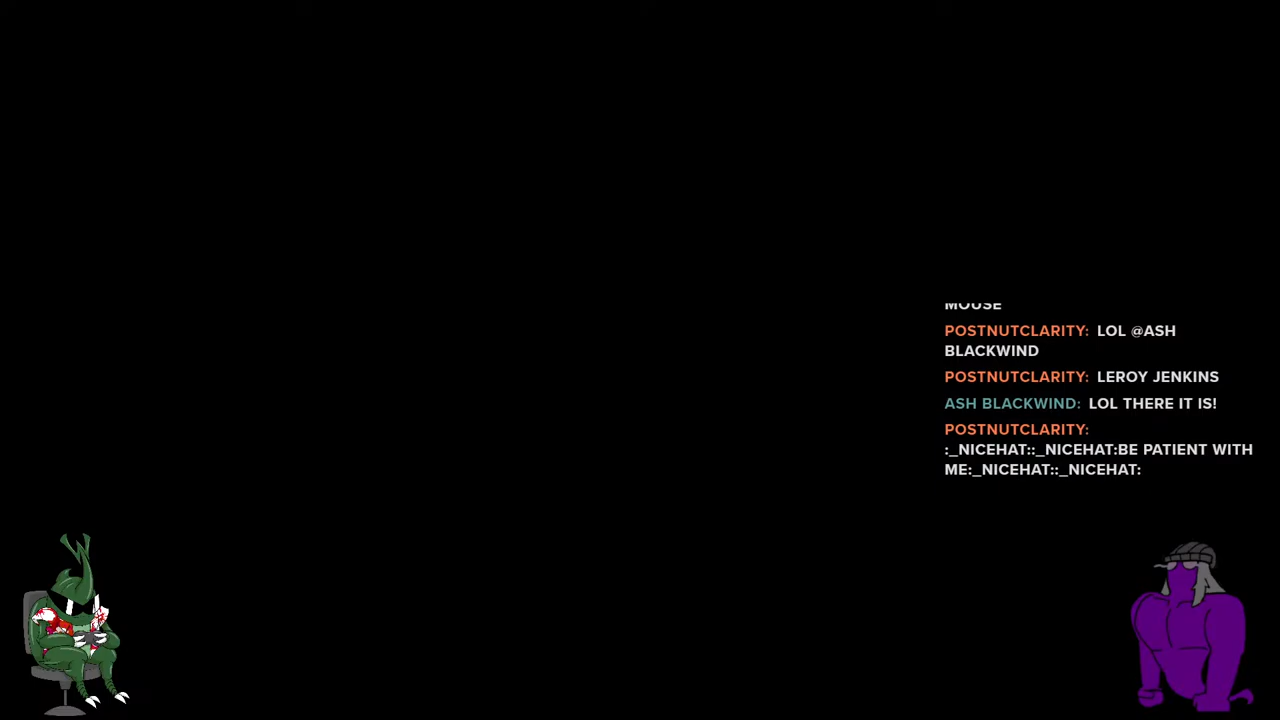 MOUSE
POSTNUTCLARITY: LOL @ASH
BLACKWIND
POSTNUTCLARITY: LEROY JENKINS
ASH BLACKWIND: LOL THERE IT IS!
POSTNUTCLARITY:
:_NICEHAT::_NICEHAT:BE PATIENT WITH
ME:_NICEHAT::_NICEHAT: